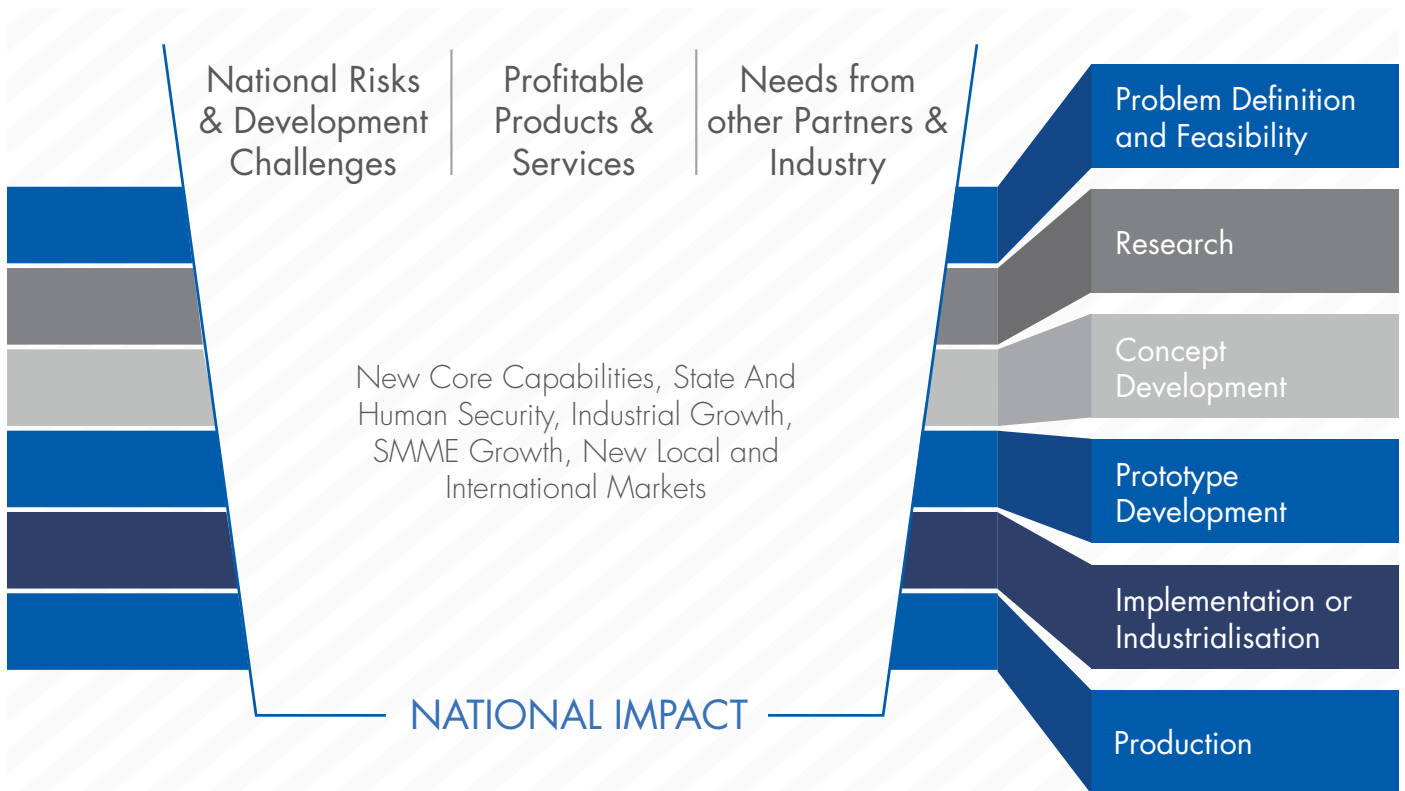 National Risks
& Development
Challenges
Profitable
Products &
Services
Needs from
other Partners &
Industry
New Core Capabilities, State And
Human Security, Industrial Growth,
SMME Growth, New Local and
International Markets
NATIONAL IMPACT
Problem Definition
and Feasibility
Research
Concept
Development
Prototype
Development
Implementation or
Industrialisation
Production